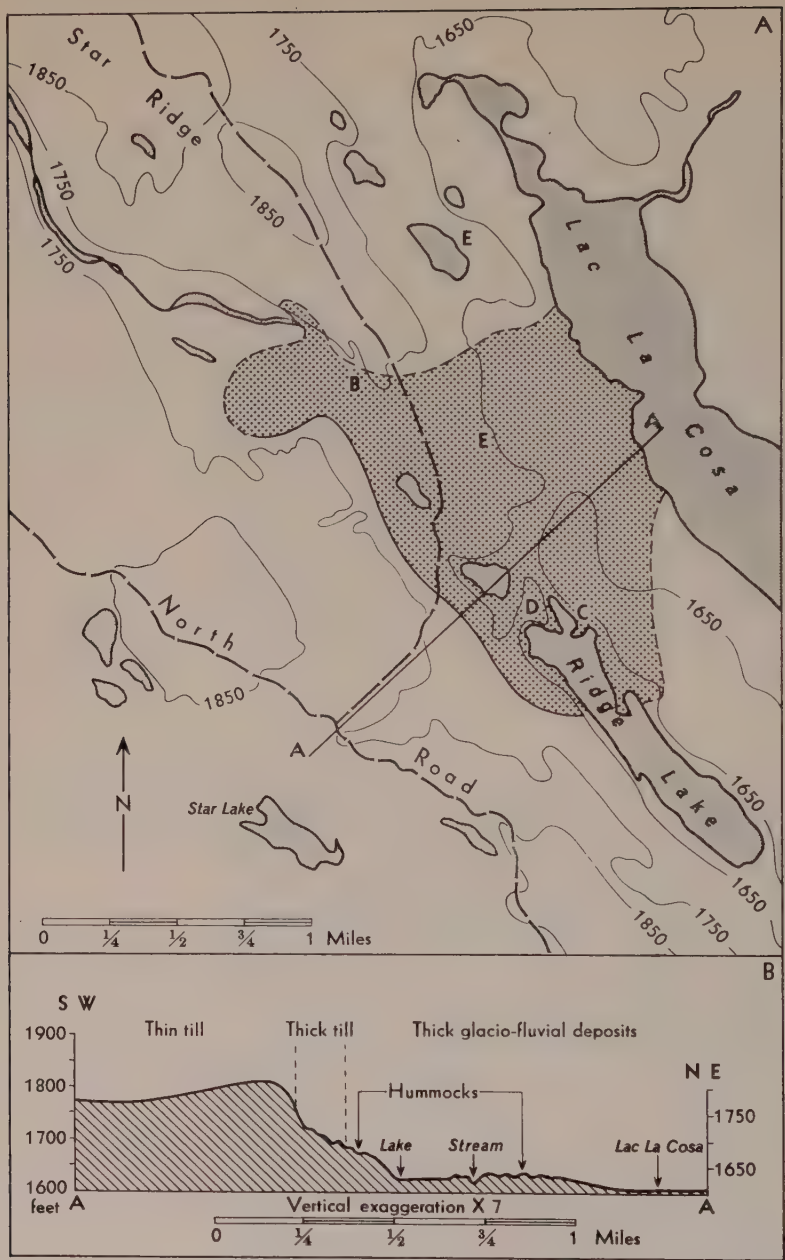 A
Star
Ridge
1850
1750
1650
1750
1750
1850
E
Lac
La
Cosa
B
E
A
North
1850
D
C
Ridge
Lake
1650
A
Road
N
Star Lake
1650
1650
1750
1850
0 ¼ ½ ¾ 1 Miles
B
S W
Thin till Thick till Thick glacio-fluvial deposits
N E
1900
1800
1700
1600
feet
Hummocks
Lake Stream Lac La Cosa
1750
1650
A A
Vertical exaggeration X 7
0 ¼ ½ ¾ 1 Miles